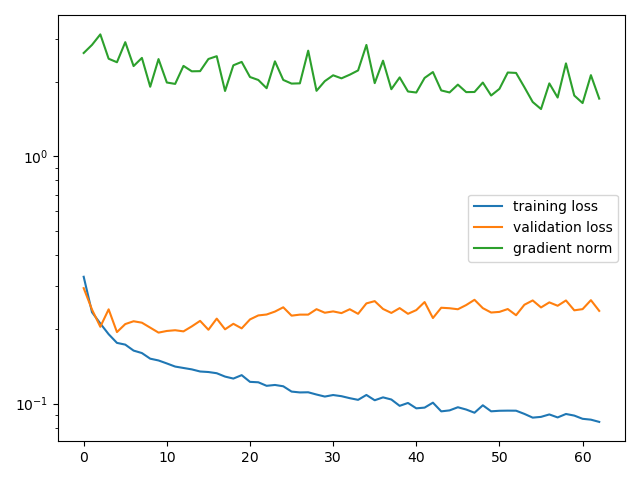 10⁰
10⁻¹
training loss
validation loss
gradient norm
0 10 20 30 40 50 60